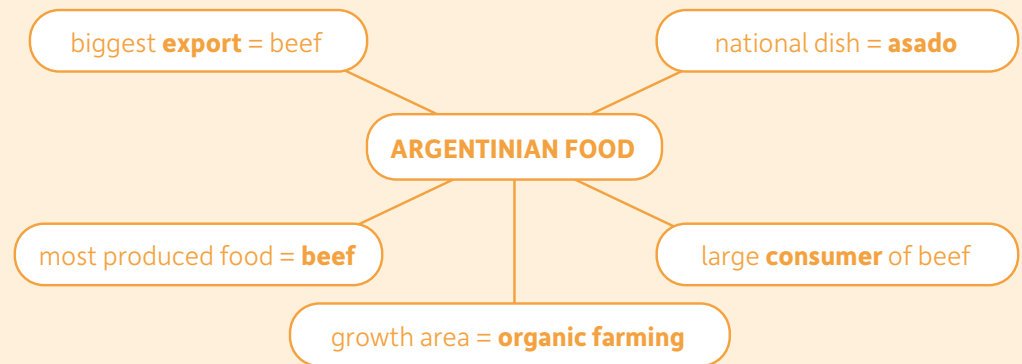 biggest export = beef
national dish = asado
ARGENTINIAN FOOD
most produced food = beef
large consumer of beef
growth area = organic farming